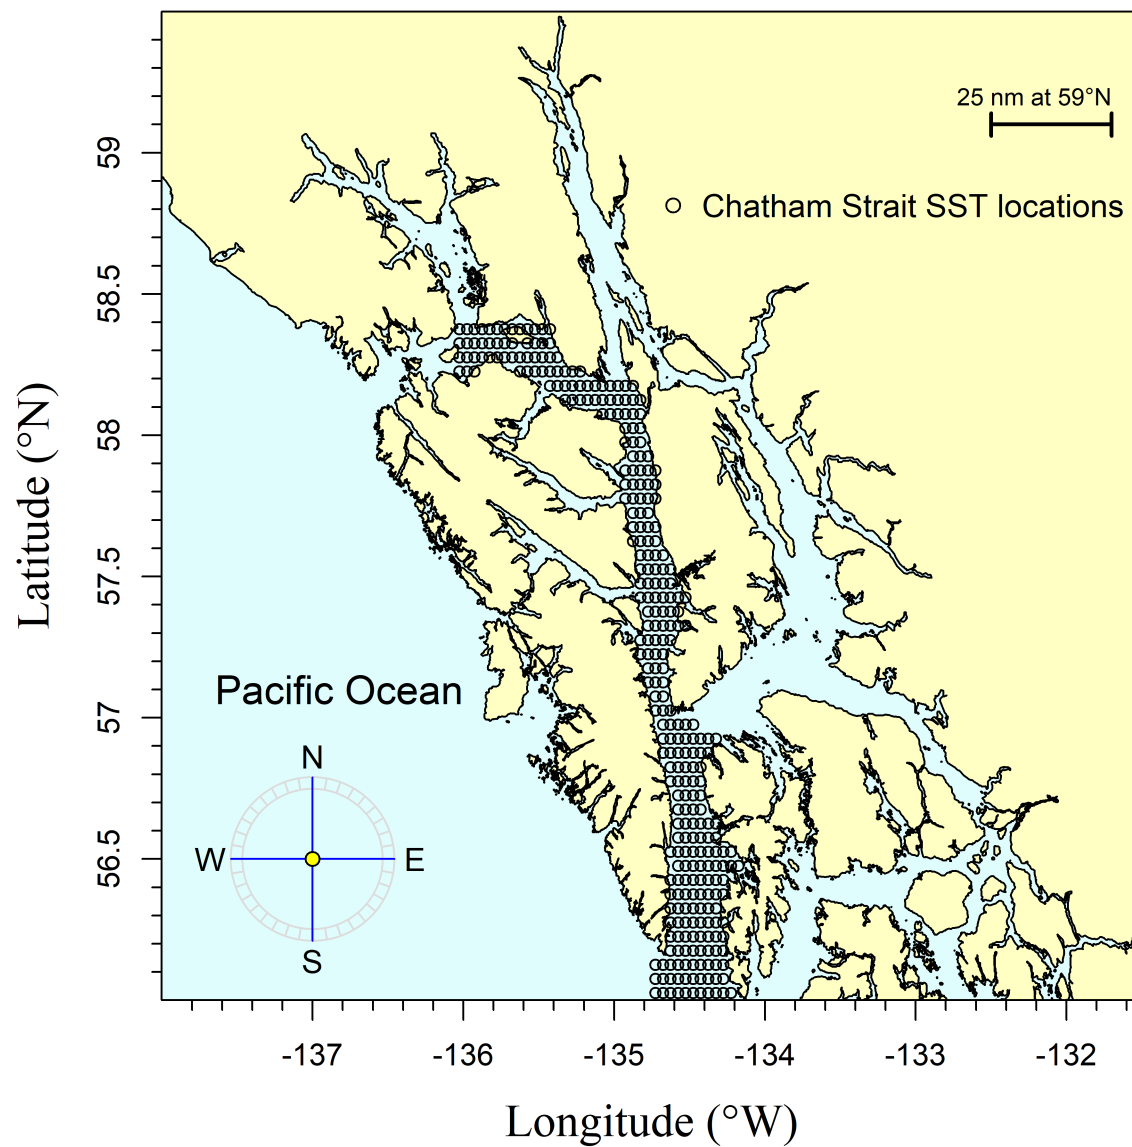 25 nm at 59°N
Chatham Strait SST locations
59
58.5
58
57.5
57
56.5
Latitude (°N)
Pacific Ocean
N
W
E
S
-137
-136
-135
-134
-133
-132
Longitude (°W)